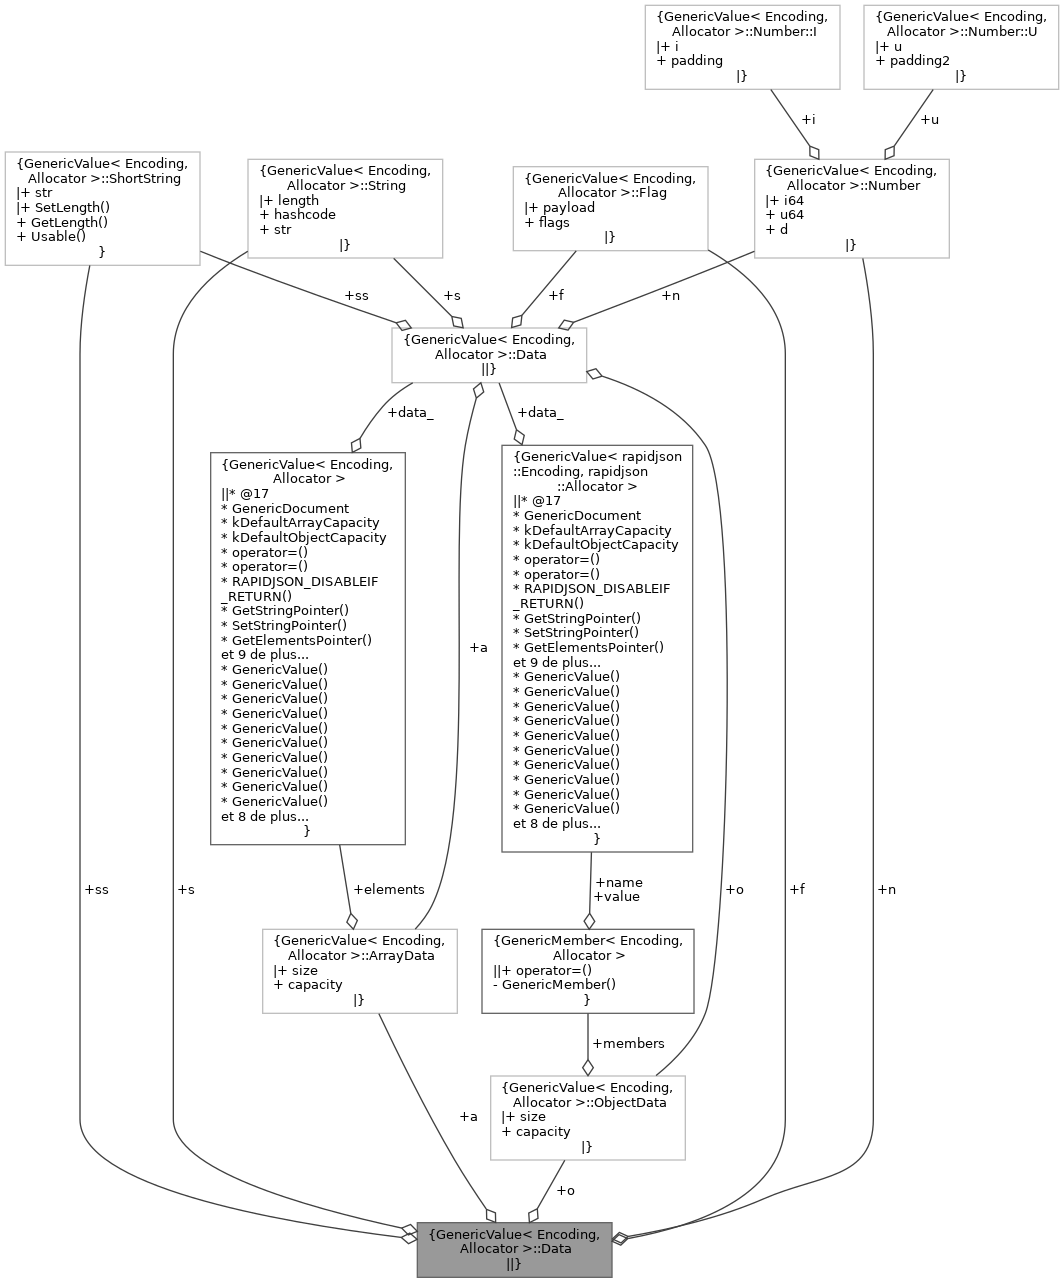 {GenericValue< Encoding,
Allocator >::Number::I
|+ i
+ padding
|}
{GenericValue< Encoding,
Allocator >::Number::U
|+ u
+ padding2
|}
+i
+u
{GenericValue< Encoding,
Allocator >::ShortString
|+ str
|+ SetLength()
+ GetLength()
+ Usable()
}
{GenericValue< Encoding,
Allocator >::String
|+ length
+ hashcode
+ str
|}
{GenericValue< Encoding,
Allocator >::Flag
|+ payload
+ flags
|}
{GenericValue< Encoding,
Allocator >::Number
|+ i64
+ u64
+ d
|}
+ss
+s
+f
+n
{GenericValue< Encoding,
Allocator >::Data
||}
+data_
+data_
{GenericValue< Encoding,
Allocator >
||* @17
* GenericDocument
* kDefaultArrayCapacity
* kDefaultObjectCapacity
* operator=()
* operator=()
* RAPIDJSON_DISABLEIF
_RETURN()
* GetStringPointer()
* SetStringPointer()
* GetElementsPointer()
et 9 de plus...
* GenericValue()
* GenericValue()
* GenericValue()
* GenericValue()
* GenericValue()
* GenericValue()
* GenericValue()
* GenericValue()
* GenericValue()
* GenericValue()
et 8 de plus...
}
{GenericValue< rapidjson
::Encoding, rapidjson
::Allocator >
||* @17
* GenericDocument
* kDefaultArrayCapacity
* kDefaultObjectCapacity
* operator=()
* operator=()
* RAPIDJSON_DISABLEIF
_RETURN()
* GetStringPointer()
* SetStringPointer()
* GetElementsPointer()
et 9 de plus...
* GenericValue()
* GenericValue()
* GenericValue()
* GenericValue()
* GenericValue()
* GenericValue()
* GenericValue()
* GenericValue()
* GenericValue()
* GenericValue()
et 8 de plus...
}
+a
+ss
+s
+elements
+name
+value
+o
+f
+n
{GenericValue< Encoding,
Allocator >::ArrayData
|+ size
+ capacity
|}
{GenericMember< Encoding,
Allocator >
||+ operator=()
- GenericMember()
}
+members
{GenericValue< Encoding,
Allocator >::ObjectData
|+ size
+ capacity
|}
+a
+o
{GenericValue< Encoding,
Allocator >::Data
||}